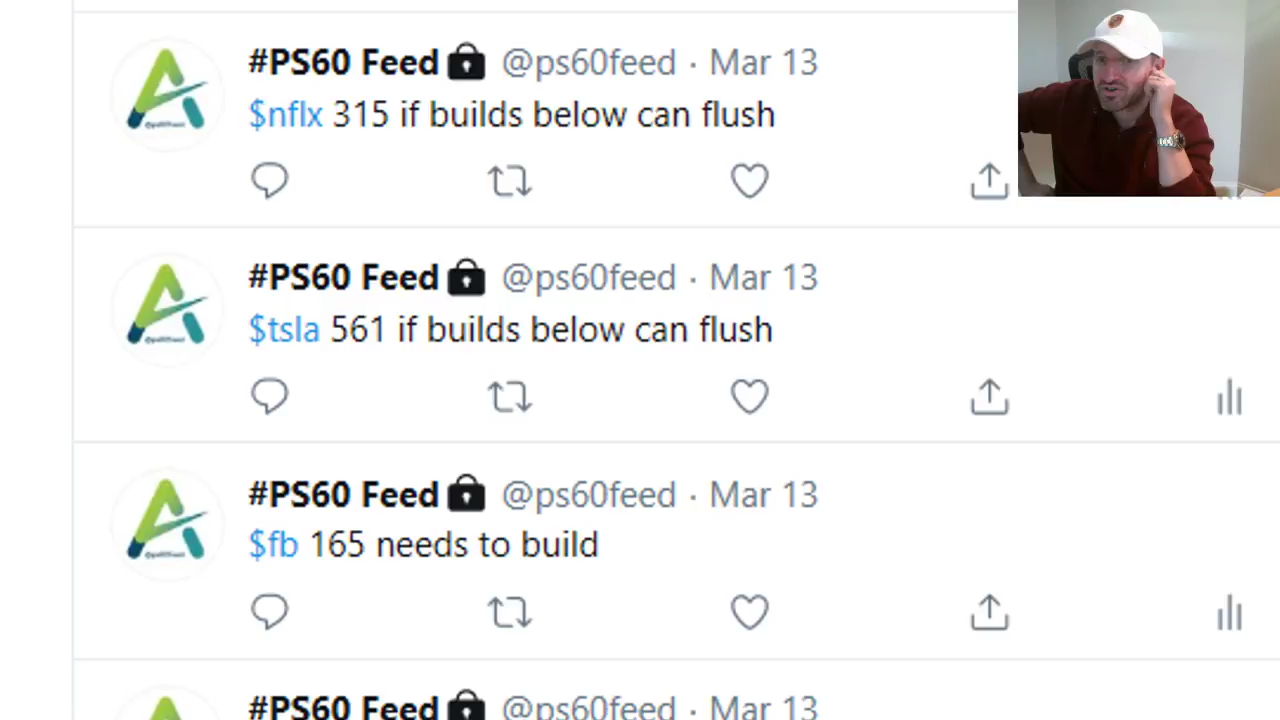 #PS60 Feed @ps60feed · Mar 13
$nflx 315 if builds below can flush
#PS60 Feed @ps60feed · Mar 13
$tsla 561 if builds below can flush
#PS60 Feed @ps60feed · Mar 13
$fb 165 needs to build
#PS60 Feed @ps60feed · Mar 13